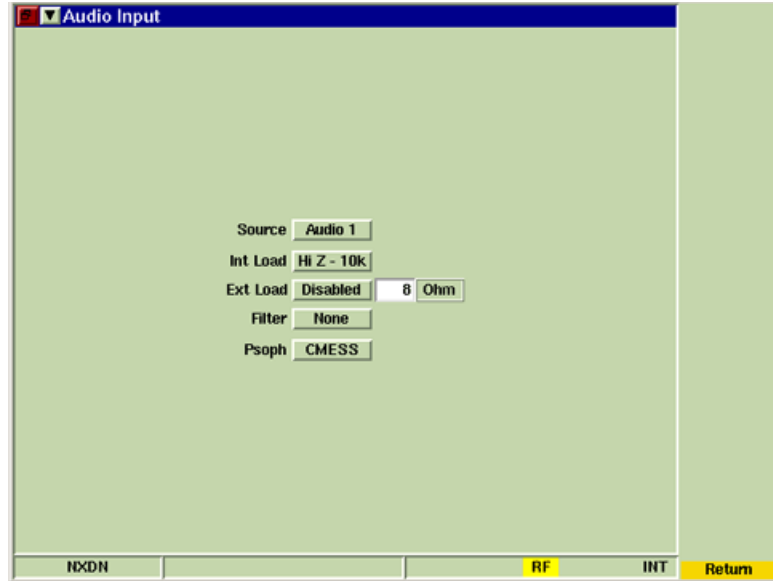 Audio Input
Source Audio 1
Int Load Hi Z - 10k
Ext Load Disabled 8 Ohm
Filter None
Psoph CMESS
NXDN RF INT Return